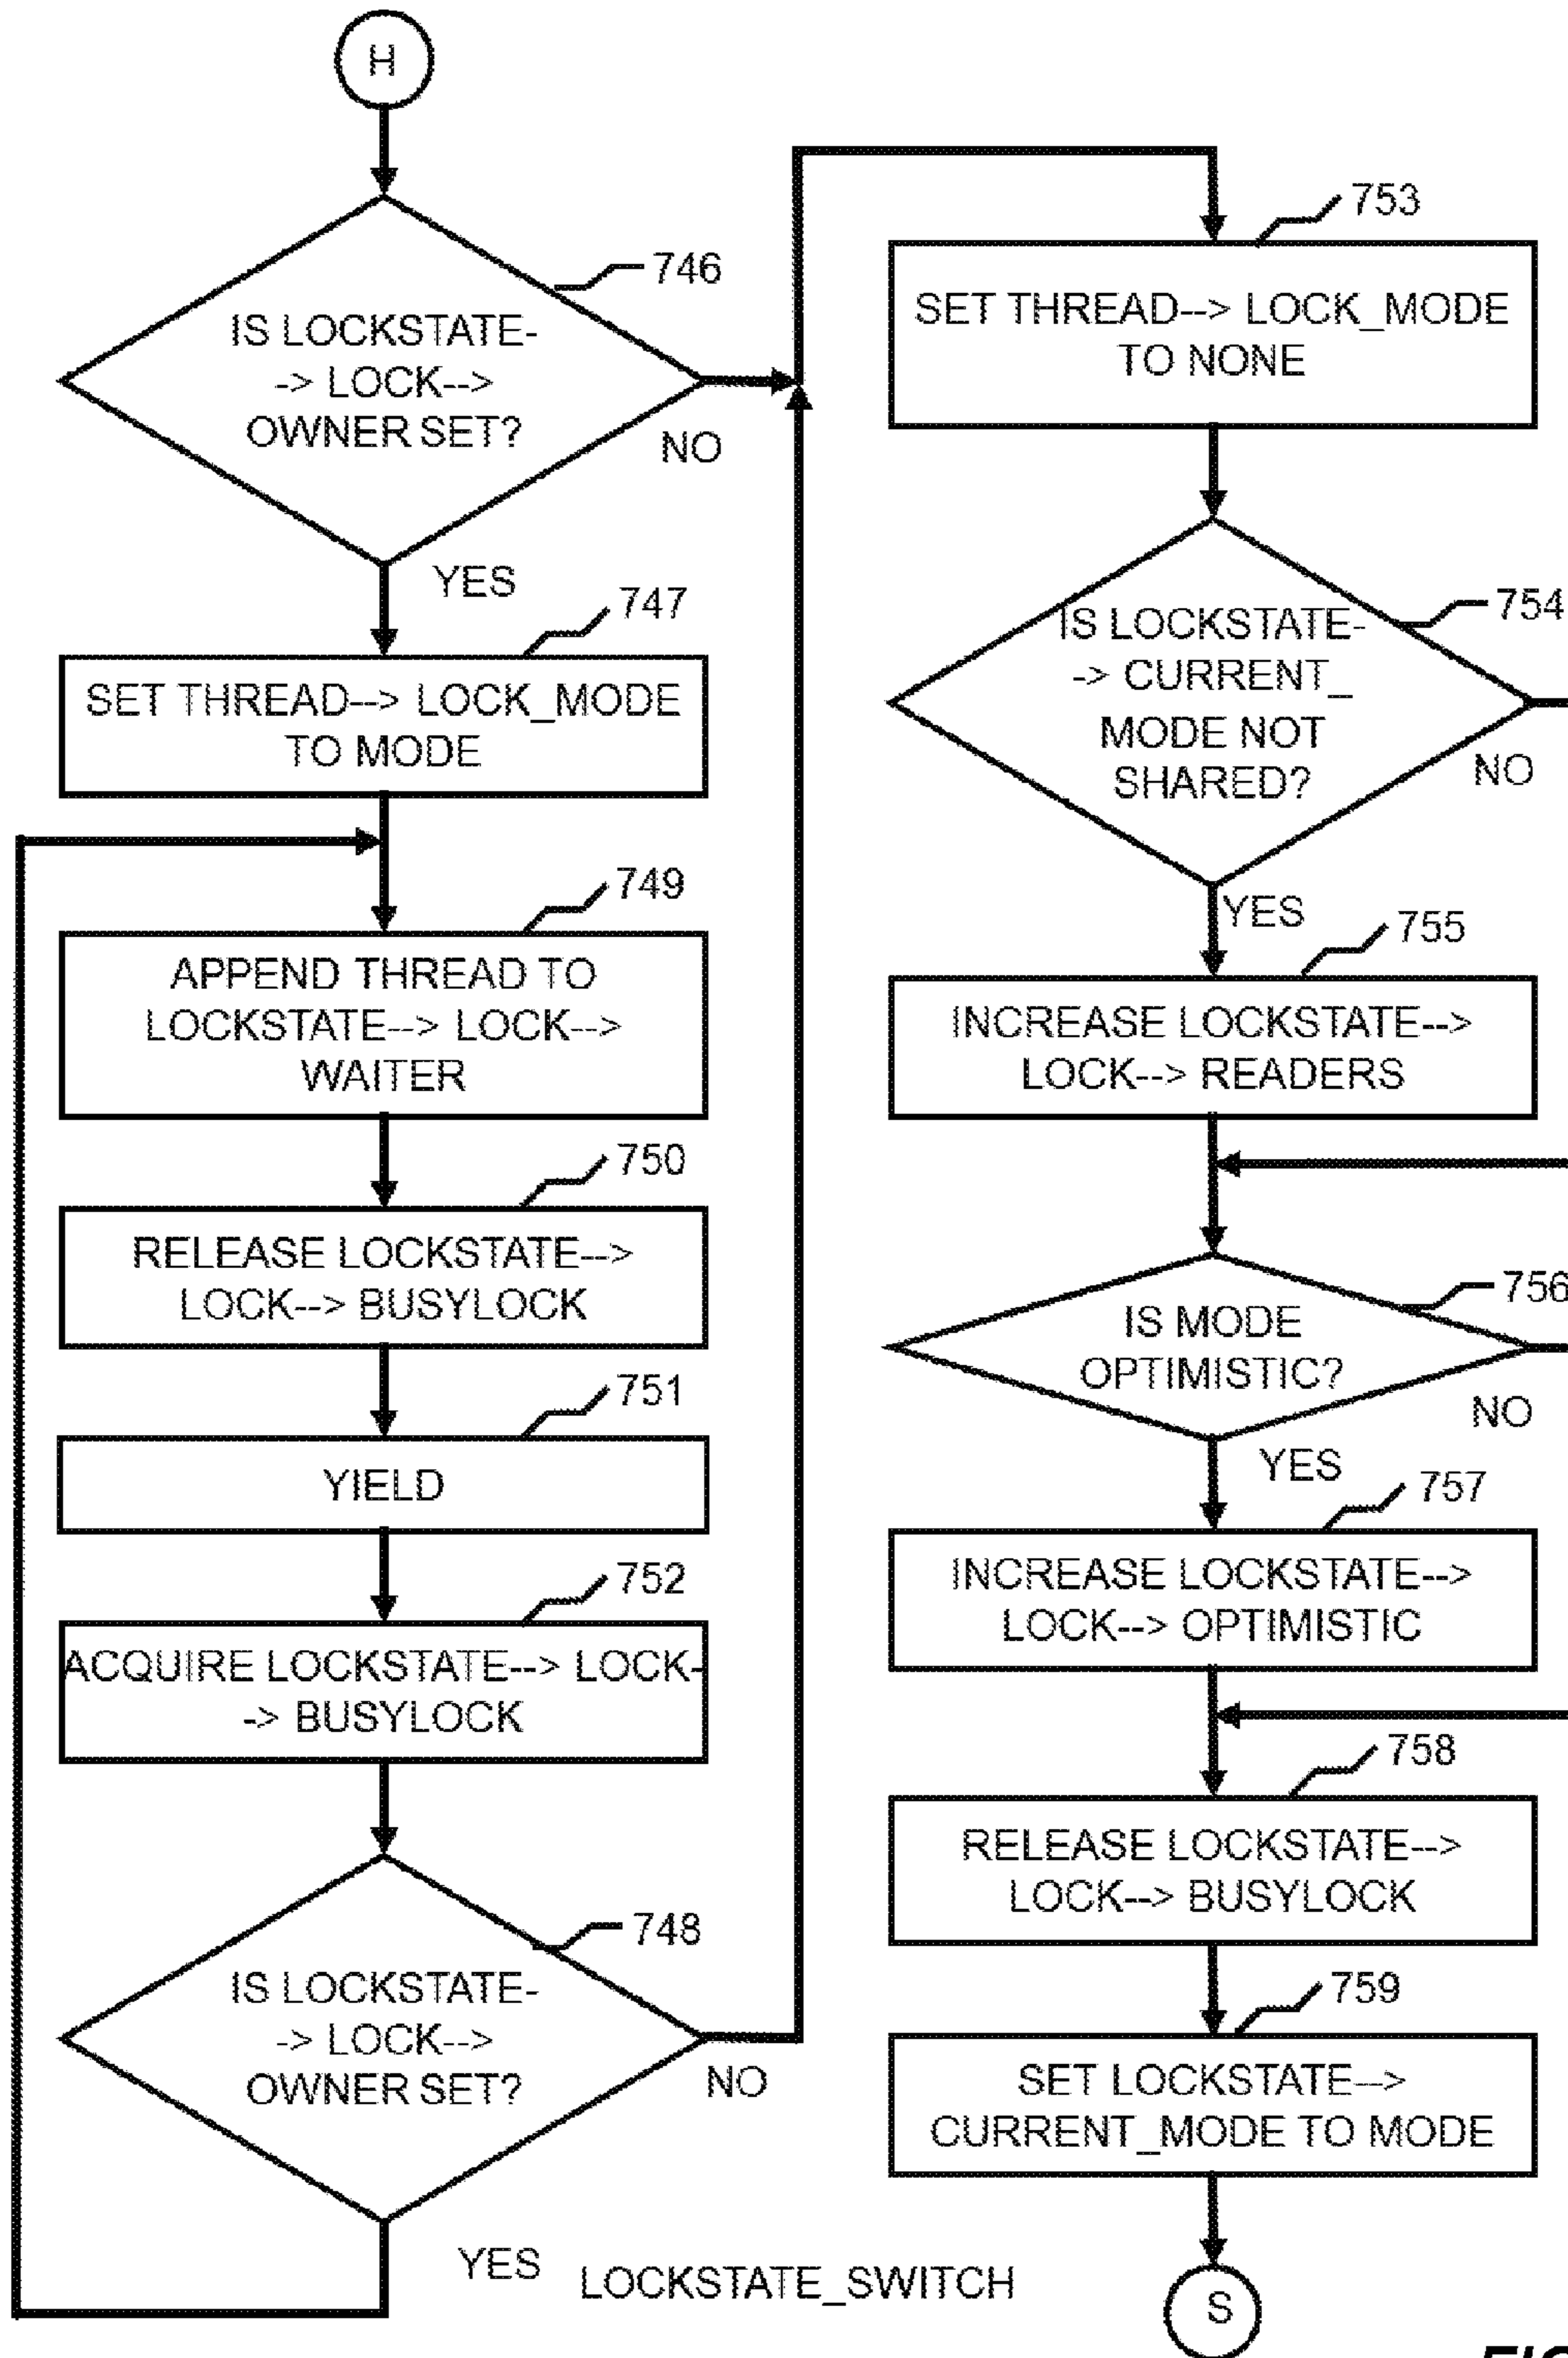 H
746
IS LOCKSTATE-
-> LOCK-->
OWNER SET?
NO
YES
747
SET THREAD--> LOCK_MODE
TO MODE
749
APPEND THREAD TO
LOCKSTATE--> LOCK-->
WAITER
750
RELEASE LOCKSTATE-->
LOCK--> BUSYLOCK
751
YIELD
752
ACQUIRE LOCKSTATE--> LOCK-
-> BUSYLOCK
748
IS LOCKSTATE-
-> LOCK-->
OWNER SET?
NO
YES
753
SET THREAD--> LOCK_MODE
TO NONE
754
IS LOCKSTATE-
-> CURRENT_
MODE NOT
SHARED?
NO
YES
755
INCREASE LOCKSTATE-->
LOCK--> READERS
756
IS MODE
OPTIMISTIC?
NO
YES
757
INCREASE LOCKSTATE-->
LOCK--> OPTIMISTIC
758
RELEASE LOCKSTATE-->
LOCK--> BUSYLOCK
759
SET LOCKSTATE-->
CURRENT_MODE TO MODE
S
LOCKSTATE_SWITCH